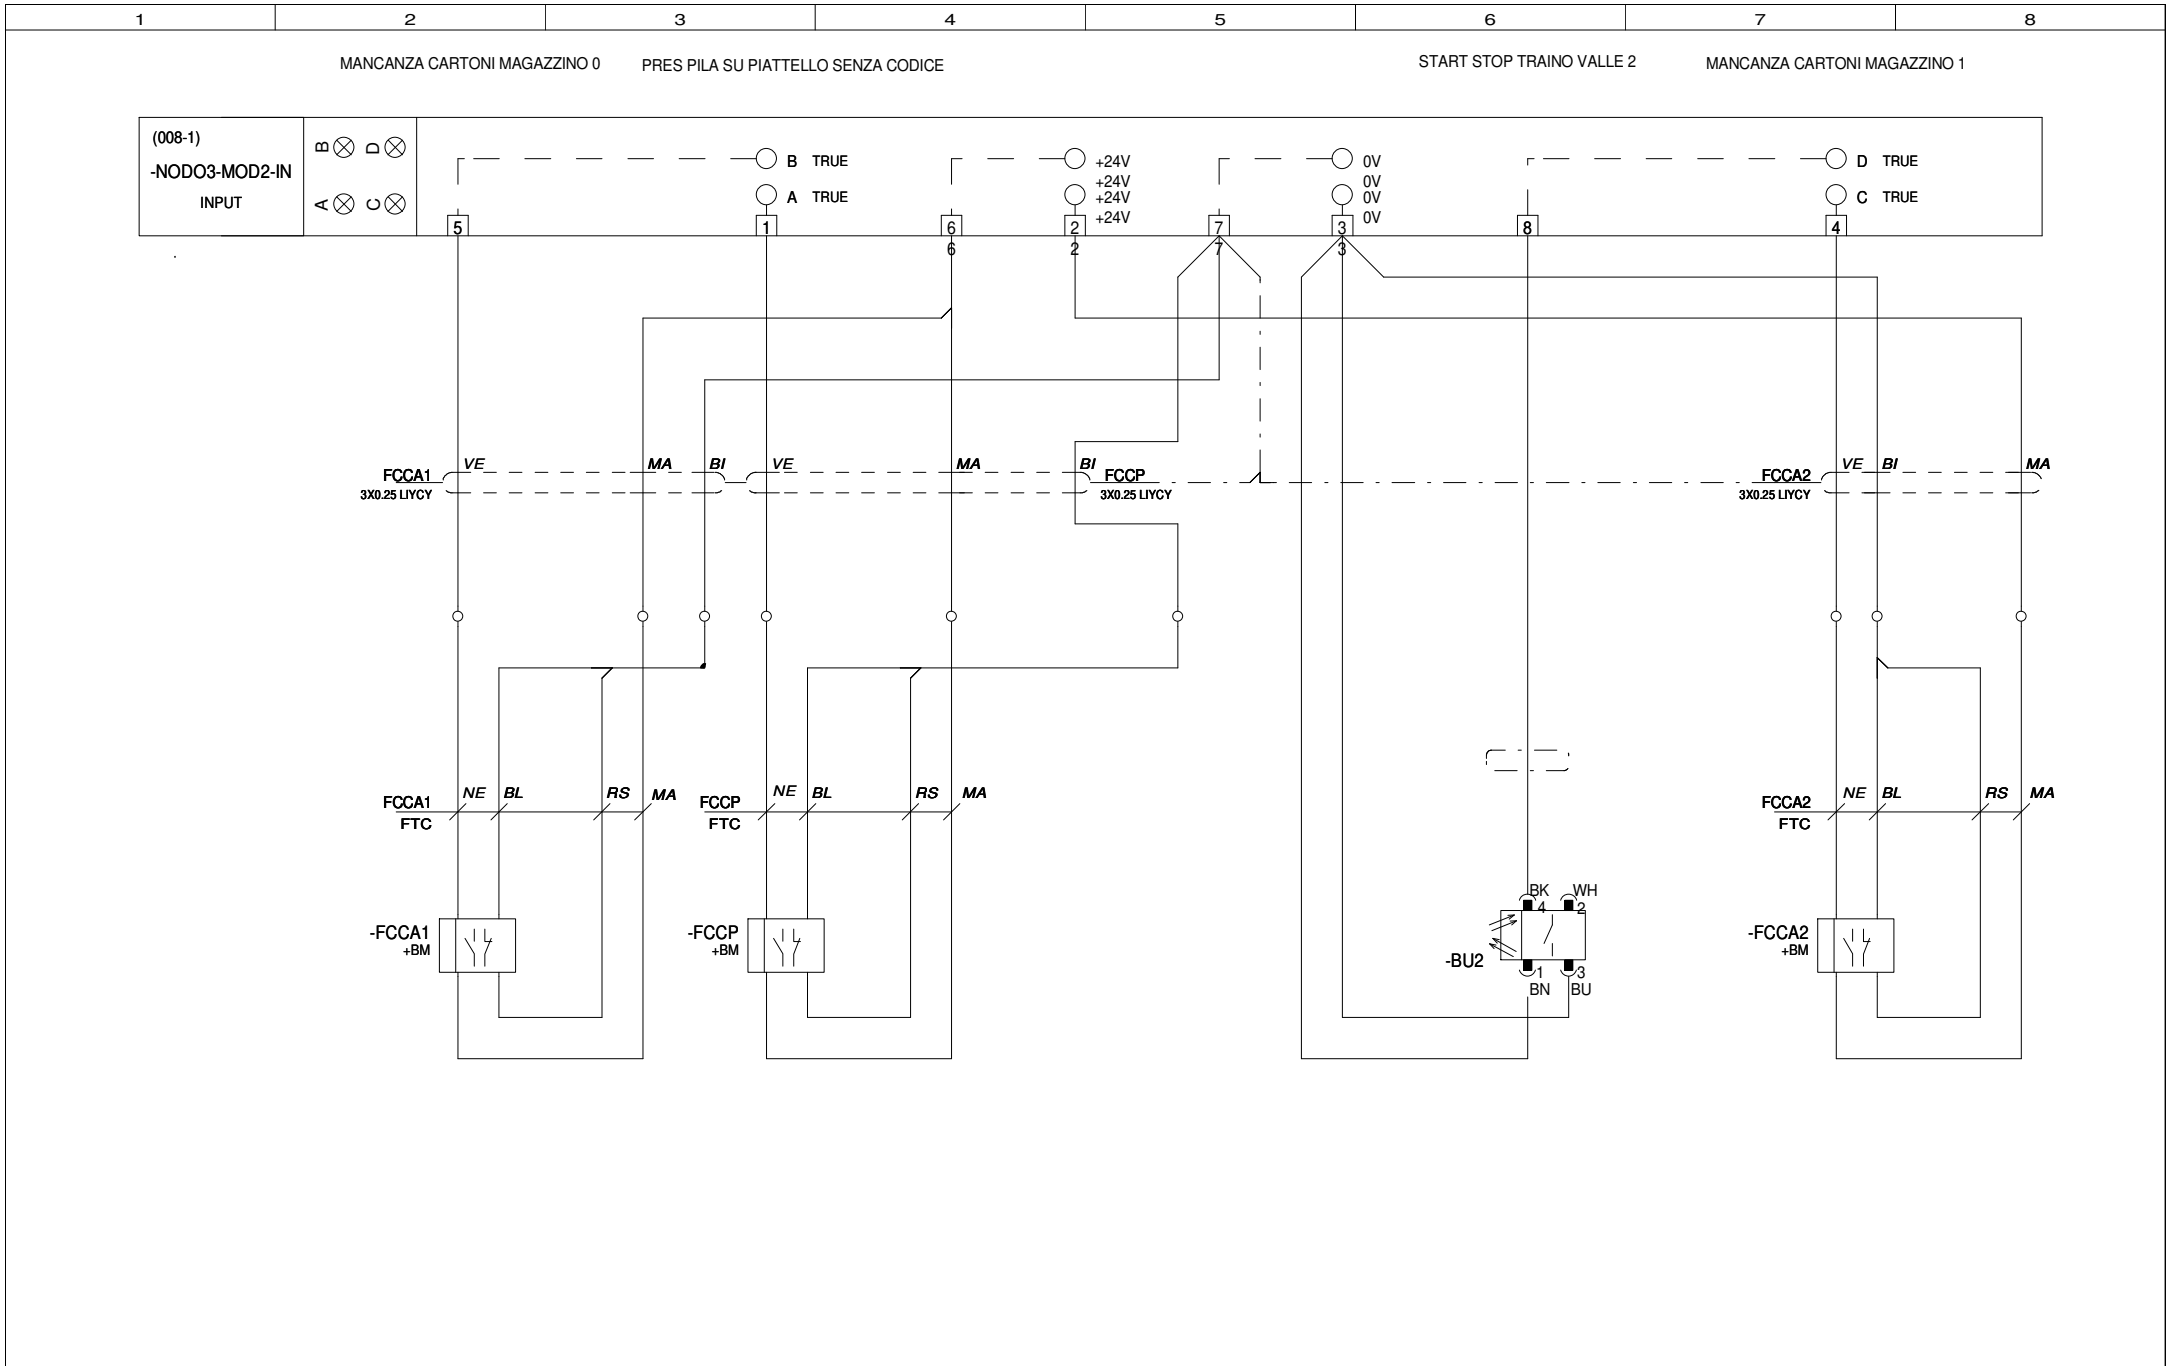 1 2 3 4 5 6 7 8
MANCANZA CARTONI MAGAZZINO 0
PRES PILA SU PIATTELLO SENZA CODICE
START STOP TRAINO VALLE 2
MANCANZA CARTONI MAGAZZINO 1
(008-1)
-NODO3-MOD2-IN
INPUT
B D
A C
B TRUE
A TRUE
+24V
+24V
+24V
+24V
0V
0V
0V
0V
D TRUE
C TRUE
5 1 6 2 7 3 8 4
6 2 7 3
VE MA BI VE MA BI VE BI MA
FCCA1
3X0.25 LIYCY
FCCP
3X0.25 LIYCY
FCCA2
3X0.25 LIYCY
NE BL RS MA NE BL RS MA NE BL RS MA
FCCA1
FTC
FCCP
FTC
FCCA2
FTC
BK WH
4 2
-FCCA1
+BM
-FCCP
+BM
-BU2
1 3
BN BU
-FCCA2
+BM